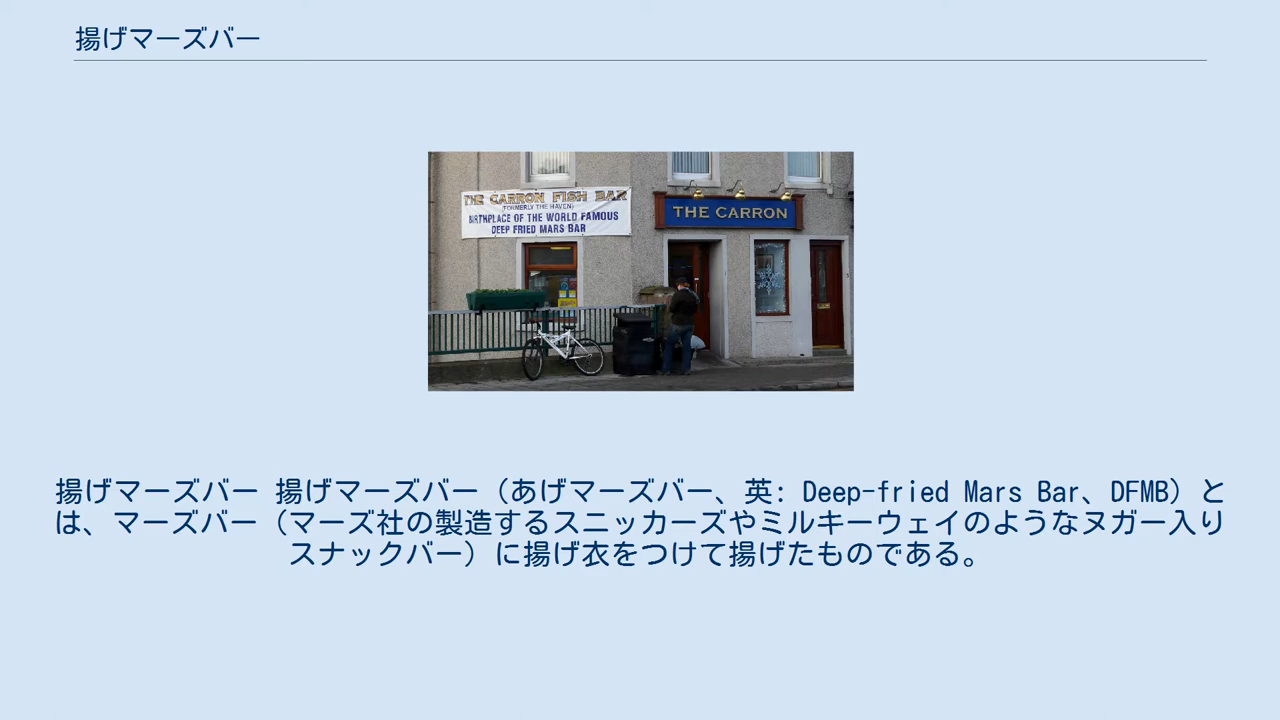 揚げマーズバー
THE CARRON FISH BAR
(FORMERLY THE HAVEN)
BIRTHPLACE OF THE WORLD FAMOUS
DEEP FRIED MARS BAR
THE CARRON
揚げマーズバー 揚げマーズバー（あげマーズバー、英: Deep-fried Mars Bar、DFMB）と
は、マーズバー（マーズ社の製造するスニッカーズやミルキーウェイのようなヌガー入り
スナックバー）に揚げ衣をつけて揚げたものである。